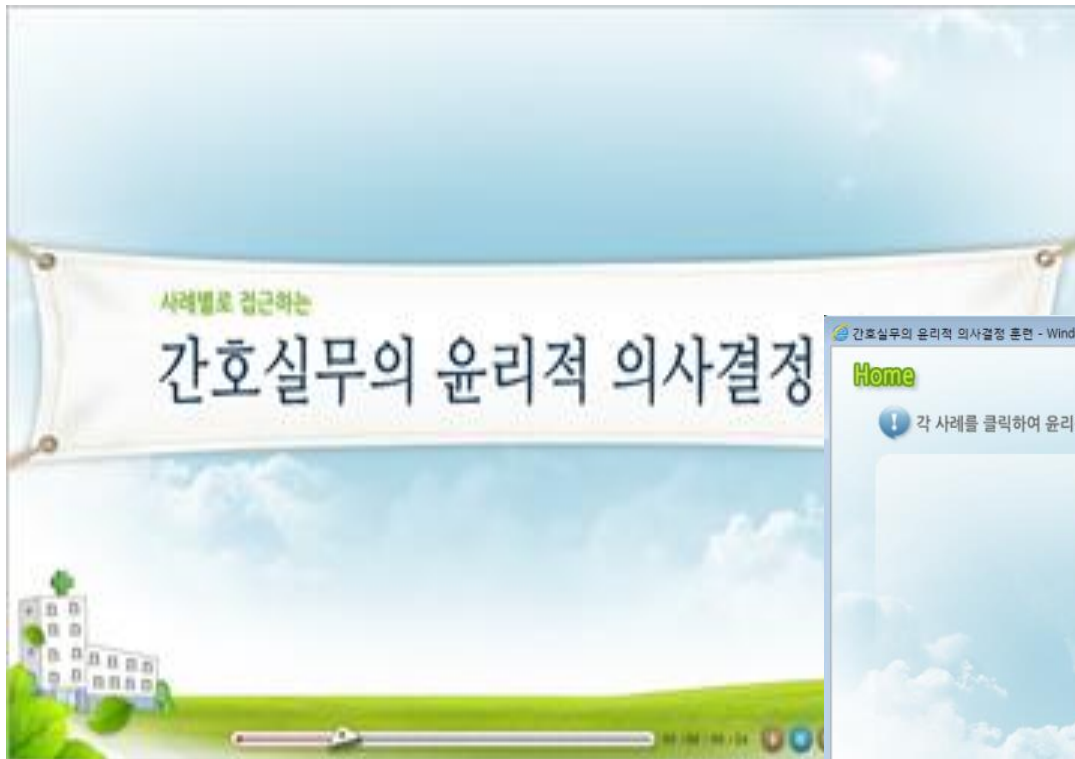 사례별로 접근하는
간호실무의 윤리적 의사결정
간호실무의 윤리적 의사결정 훈련 - Wind
Home
각 사례를 클릭하여 윤리